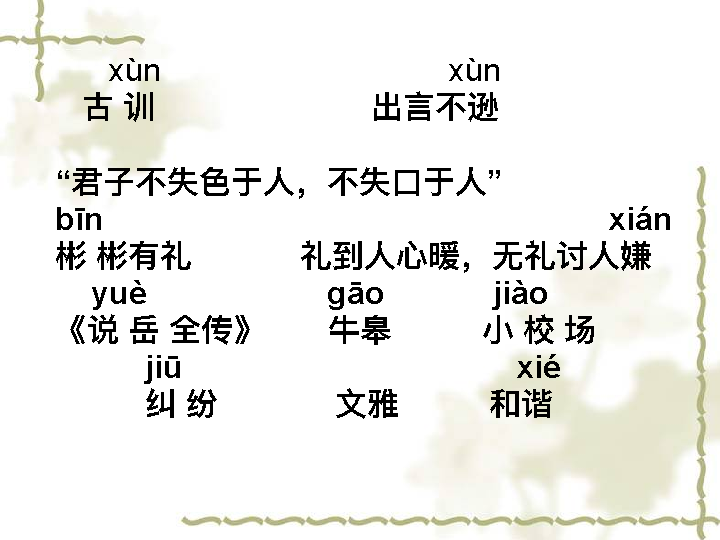 xùn xùn
古 训 出言不逊
“君子不失色于人，不失口于人”
bīn xián
彬 彬有礼 礼到人心暖，无礼讨人嫌
yuè gāo jiào
《说 岳 全传》 牛皋 小 校 场
jiū xié
纠 纷 文雅 和谐